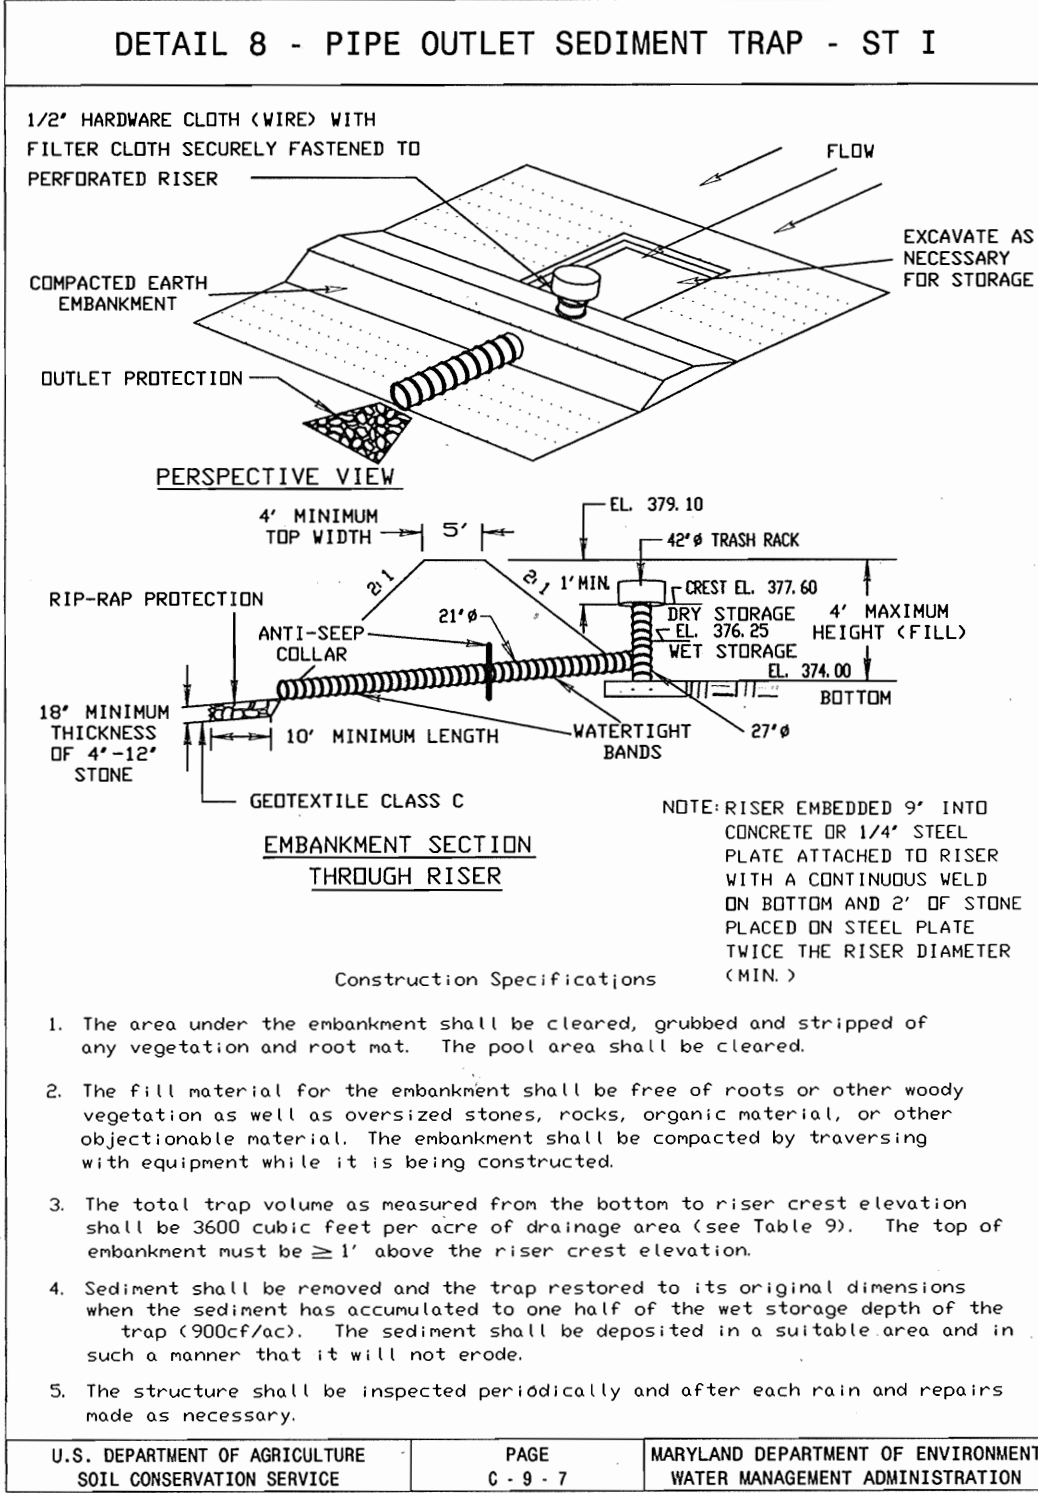 DETAIL 8 - PIPE OUTLET SEDIMENT TRAP - ST I
1/2" HARDWARE CLOTH (WIRE) WITH
FILTER CLOTH SECURELY FASTENED TO
PERFORATED RISER
FLOW
EXCAVATE AS
NECESSARY
FOR STORAGE
COMPACTED EARTH
EMBANKMENT
OUTLET PROTECTION
PERSPECTIVE VIEW
4' MINIMUM
TOP WIDTH
5'
EL. 379.10
42"ø TRASH RACK
2:1
2:1
1' MIN.
CREST EL. 377.60
DRY STORAGE
EL. 376.25
WET STORAGE
4' MAXIMUM
HEIGHT (FILL)
EL. 374.00
BOTTOM
RIP-RAP PROTECTION
ANTI-SEEP
COLLAR
21"ø
18" MINIMUM
THICKNESS
OF 4"-12"
STONE
10' MINIMUM LENGTH
WATERTIGHT
BANDS
27"ø
GEOTEXTILE CLASS C
EMBANKMENT SECTION
THROUGH RISER
NOTE: RISER EMBEDDED 9" INTO
CONCRETE OR 1/4" STEEL
PLATE ATTACHED TO RISER
WITH A CONTINUOUS WELD
ON BOTTOM AND 2' OF STONE
PLACED ON STEEL PLATE
TWICE THE RISER DIAMETER
(MIN.)
Construction Specifications
1. The area under the embankment shall be cleared, grubbed and stripped of
any vegetation and root mat. The pool area shall be cleared.
2. The fill material for the embankment shall be free of roots or other woody
vegetation as well as oversized stones, rocks, organic material, or other
objectionable material. The embankment shall be compacted by traversing
with equipment while it is being constructed.
3. The total trap volume as measured from the bottom to riser crest elevation
shall be 3600 cubic feet per acre of drainage area (see Table 9). The top of
embankment must be ≥ 1' above the riser crest elevation.
4. Sediment shall be removed and the trap restored to its original dimensions
when the sediment has accumulated to one half of the wet storage depth of the
trap (900cf/ac). The sediment shall be deposited in a suitable area and in
such a manner that it will not erode.
5. The structure shall be inspected periodically and after each rain and repairs
made as necessary.
U.S. DEPARTMENT OF AGRICULTURE
SOIL CONSERVATION SERVICE
PAGE
C - 9 - 7
MARYLAND DEPARTMENT OF ENVIRONMENT
WATER MANAGEMENT ADMINISTRATION